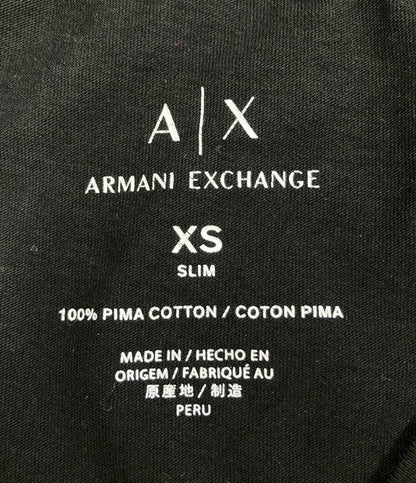 A|X
ARMANI EXCHANGE
XS
SLIM
100% PIMA COTTON / COTON PIMA
MADE IN / HECHO EN
ORIGEM / FABRIQUÉ AU
原産地 / 制造
PERU